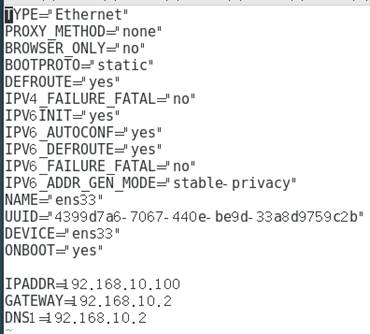 TYPE="Ethernet"
PROXY_METHOD="none"
BROWSER_ONLY="no"
BOOTPROTO="static"
DEFROUTE="yes"
IPV4_FAILURE_FATAL="no"
IPV6INIT="yes"
IPV6_AUTOCONF="yes"
IPV6_DEFROUTE="yes"
IPV6_FAILURE_FATAL="no"
IPV6_ADDR_GEN_MODE="stable-privacy"
NAME="ens33"
UUID="4399d7a6-7067-440e-be9d-33a8d9759c2b"
DEVICE="ens33"
ONBOOT="yes"

IPADDR=192.168.10.100
GATEWAY=192.168.10.2
DNS1=192.168.10.2
~